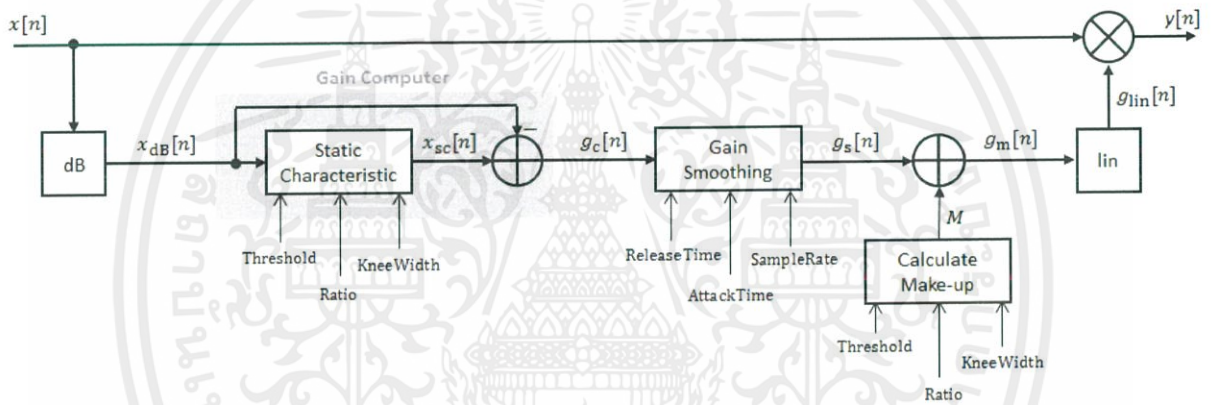 x[n]
y[n]
Gain Computer
g_lin[n]
dB
x_dB[n]
Static
Characteristic
x_sc[n]
−
g_c[n]
Gain
Smoothing
g_s[n]
g_m[n]
lin
M
Threshold
Ratio
KneeWidth
ReleaseTime
AttackTime
SampleRate
Calculate
Make-up
Threshold
Ratio
KneeWidth